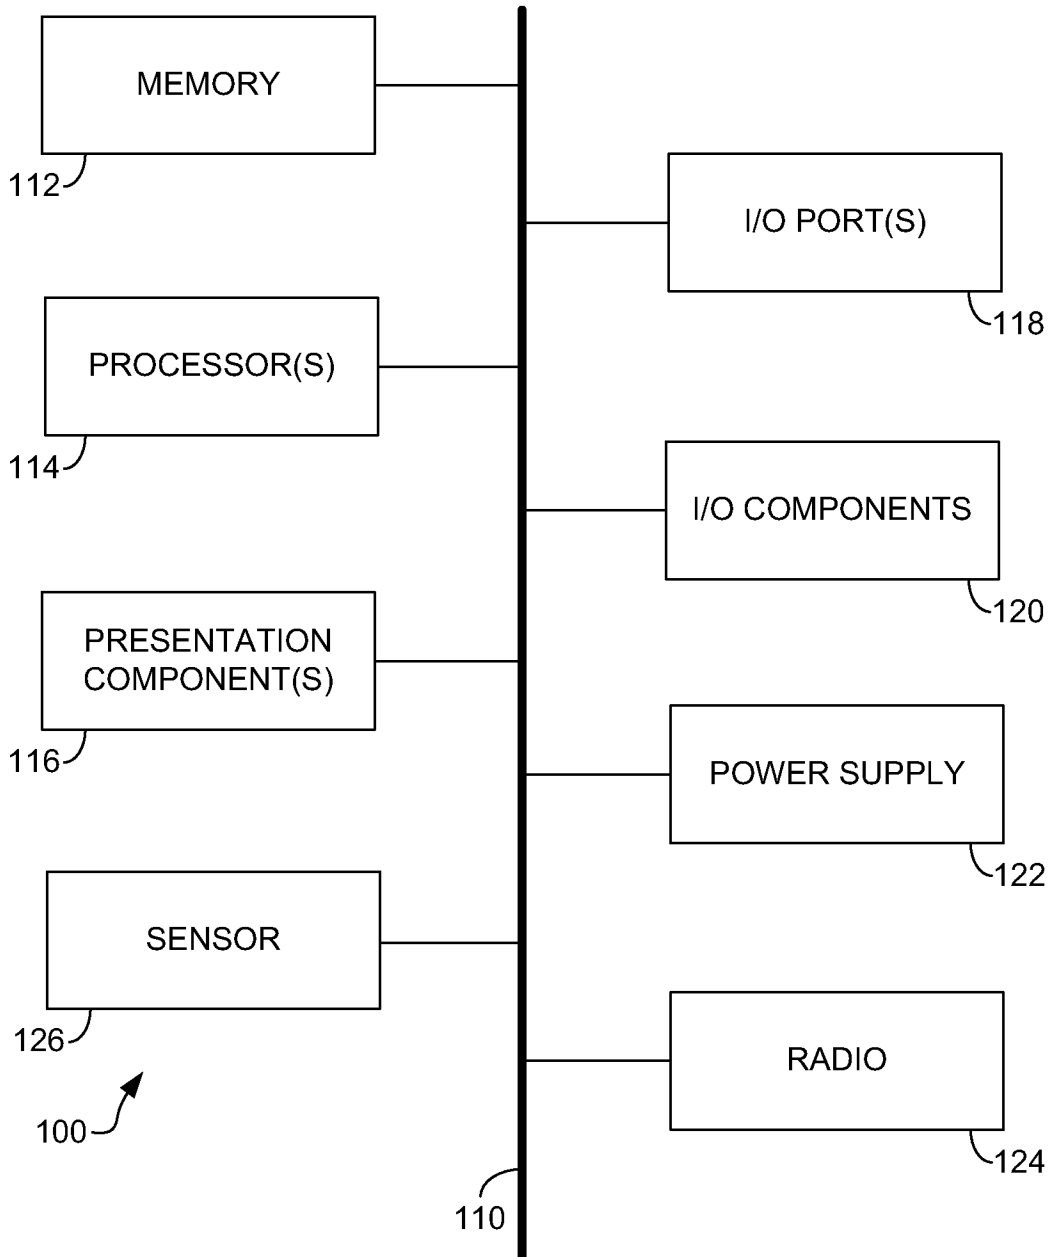 MEMORY
112
I/O PORT(S)
118
PROCESSOR(S)
114
I/O COMPONENTS
120
PRESENTATION
COMPONENT(S)
116
POWER SUPPLY
122
SENSOR
126
RADIO
124
100
110